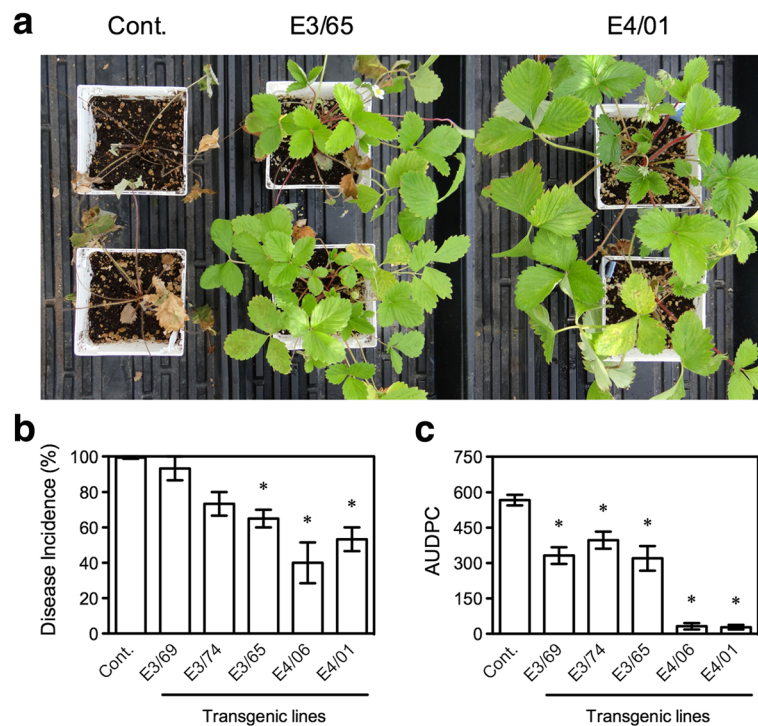 a Cont. E3/65 E4/01
b
Disease Incidence (%)
100
80
60
40
20
0
* * *
Cont. E3/69 E3/74 E3/65 E4/06 E4/01
Transgenic lines
c
AUDPC
750
600
450
300
150
0
* * * * *
Cont. E3/69 E3/74 E3/65 E4/06 E4/01
Transgenic lines